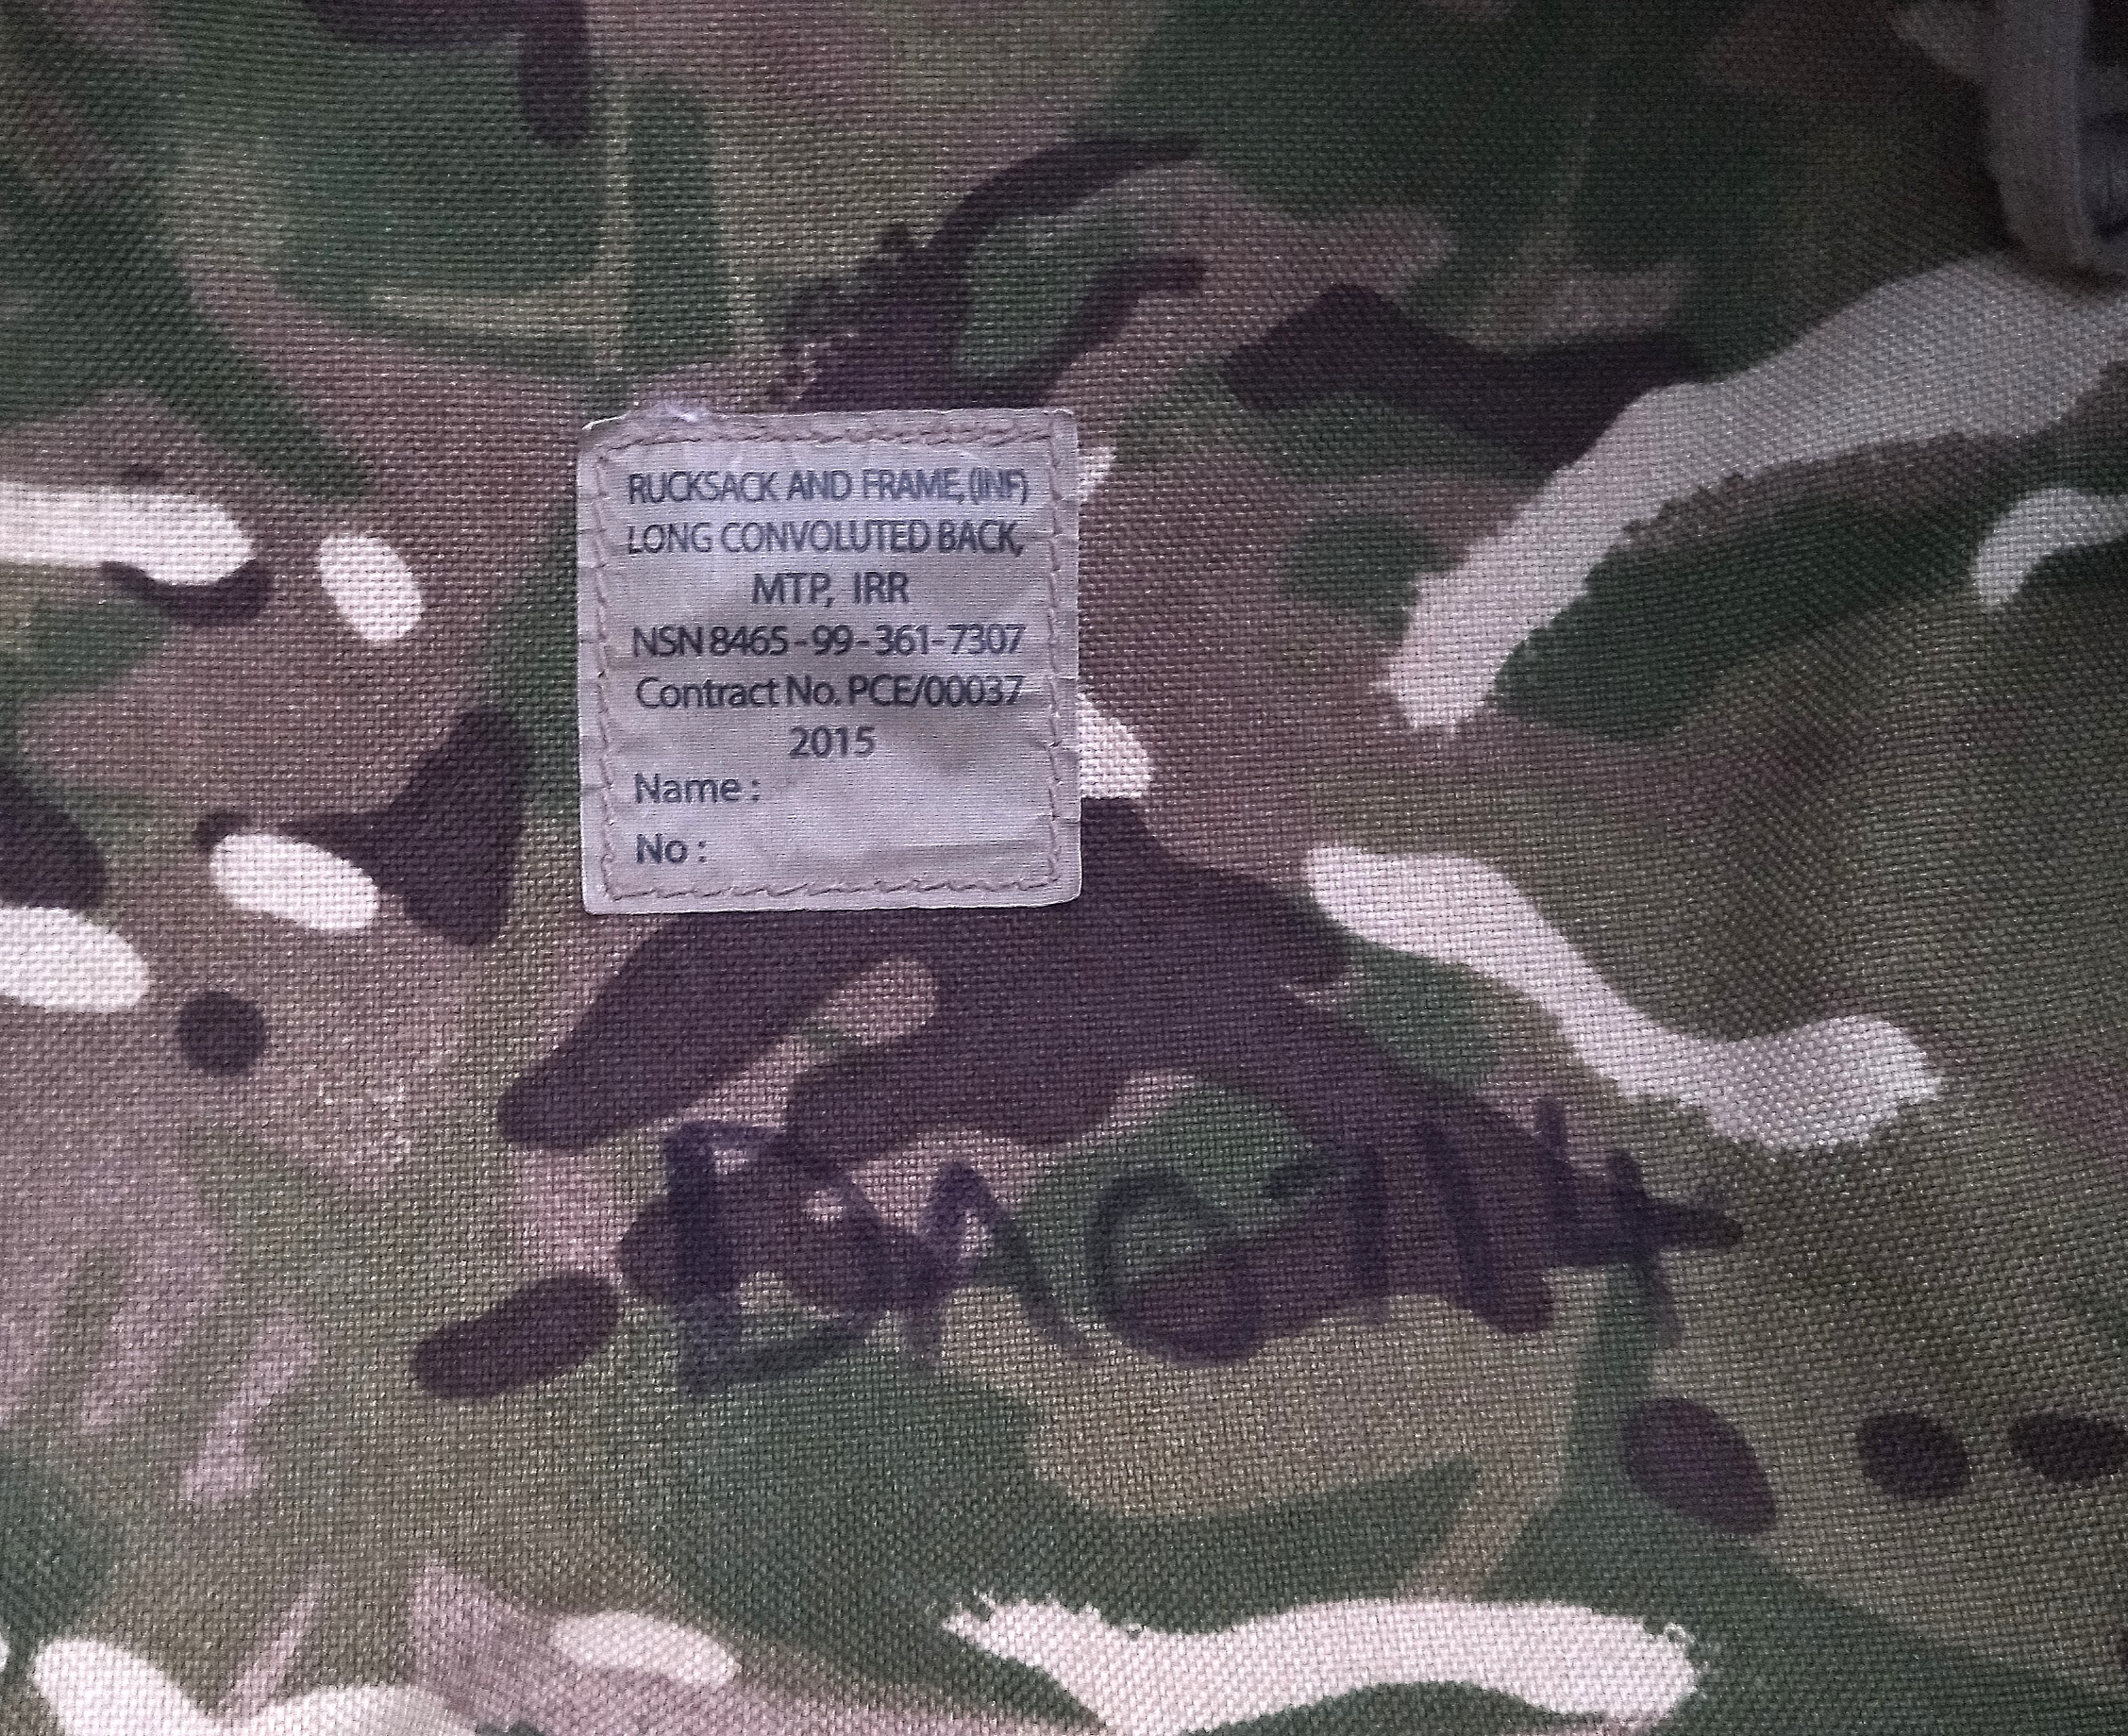 RUCKSACK AND FRAME, (INF)
LONG CONVOLUTED BACK,
MTP, IRR
NSN 8465-99-361-7307
Contract No. PCE/00037
2015
Name :
No :